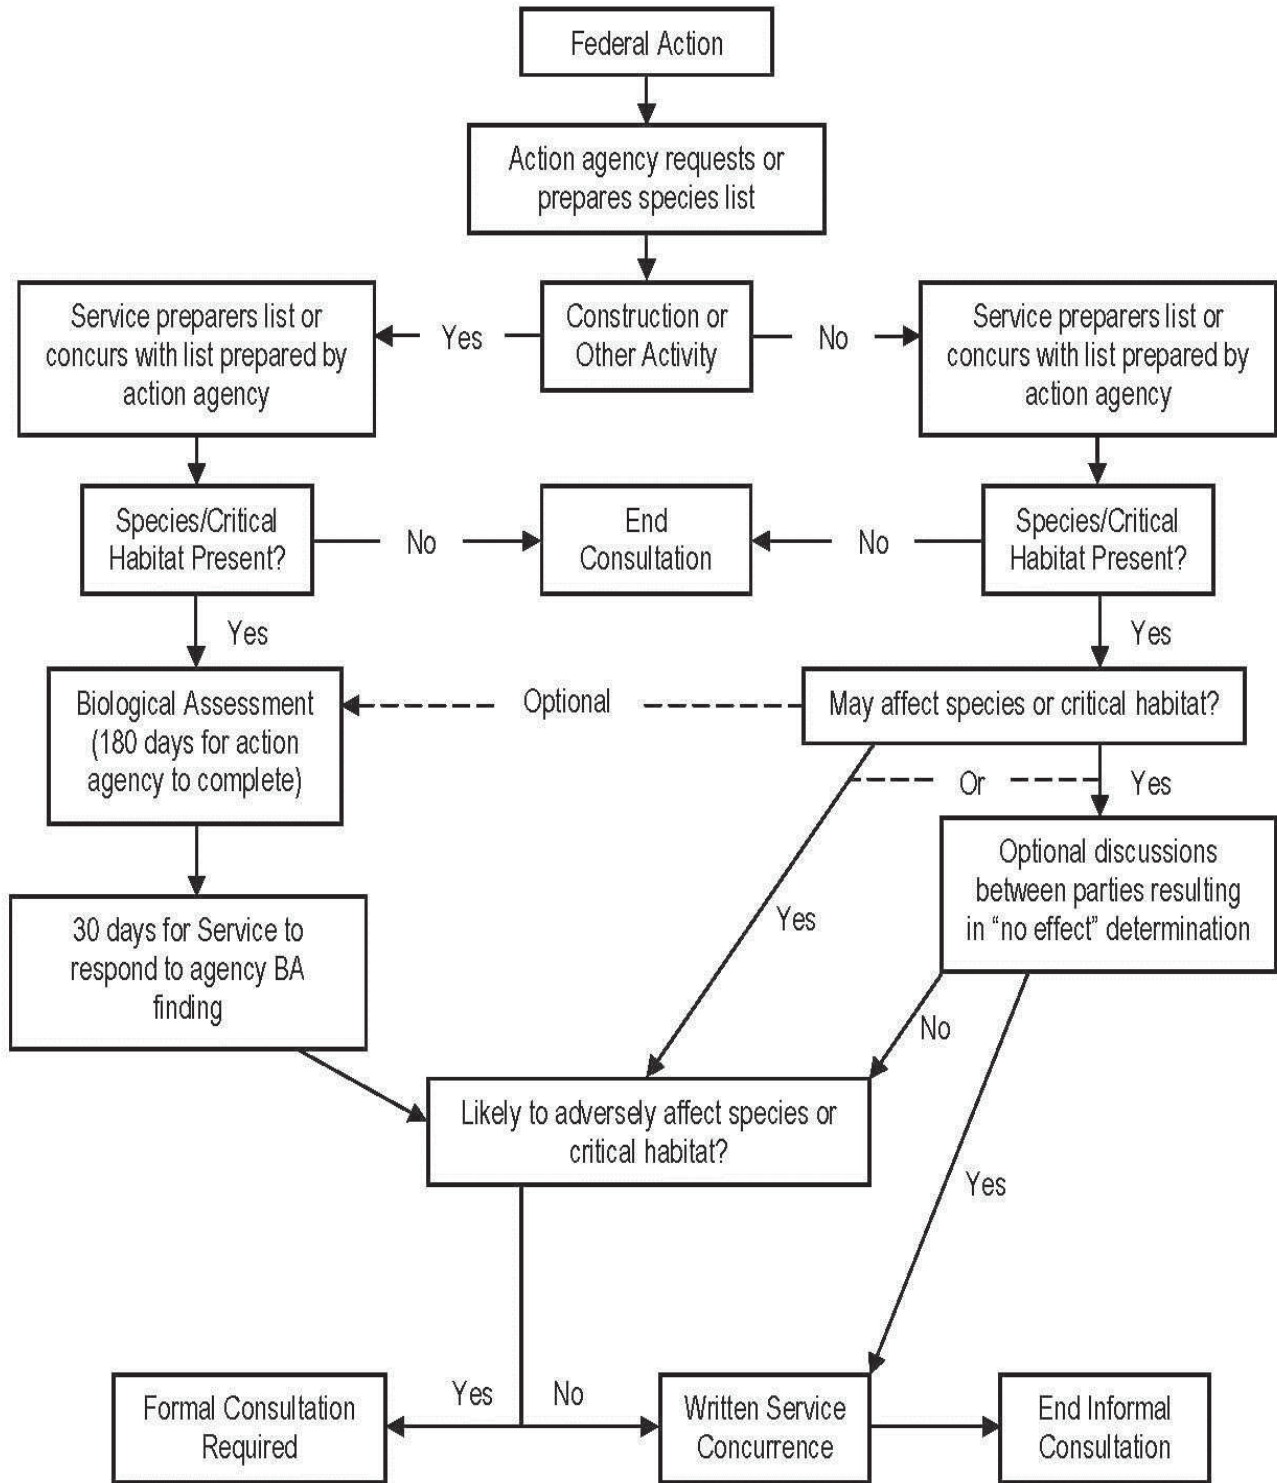 Federal Action
Action agency requests or
prepares species list
Service preparers list or
concurs with list prepared by
action agency
Yes
Construction or
Other Activity
No
Service preparers list or
concurs with list prepared by
action agency
Species/Critical
Habitat Present?
No
End
Consultation
No
Species/Critical
Habitat Present?
Yes
Yes
Biological Assessment
(180 days for action
agency to complete)
Optional
May affect species or critical habitat?
Or
Yes
Optional discussions
between parties resulting
in “no effect” determination
Yes
30 days for Service to
respond to agency BA
finding
No
Likely to adversely affect species or
critical habitat?
Yes
Yes
No
Formal Consultation
Required
Written Service
Concurrence
End Informal
Consultation